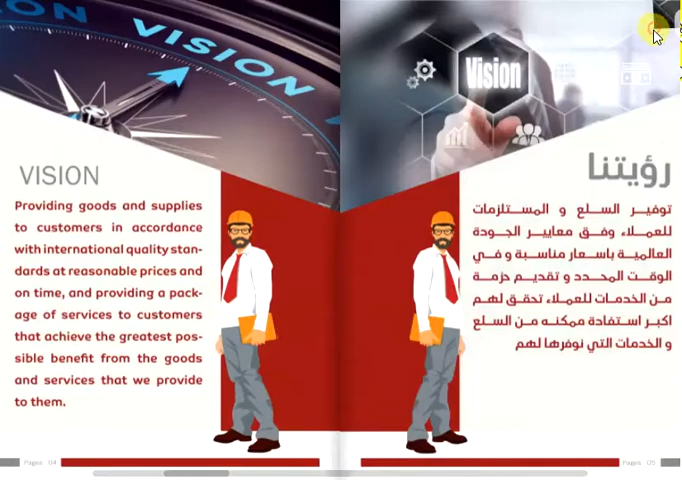 VISION
Vision
VISION
Providing goods and supplies
to customers in accordance
with international quality stan-
dards at reasonable prices and
on time, and providing a pack-
age of services to customers
that achieve the greatest pos-
sible benefit from the goods
and services that we provide
to them.
رؤيتنا
توفير السلع و المستلزمات
للعملاء وفق معايير الجودة
العالمية باسعار مناسبة و في
الوقت المحدد و تقديم حزمة
من الخدمات للعملاء تحقق لهم
اكبر استفادة ممكنه من السلع
و الخدمات التي نوفرها لهم
Pages 04
Pages 05